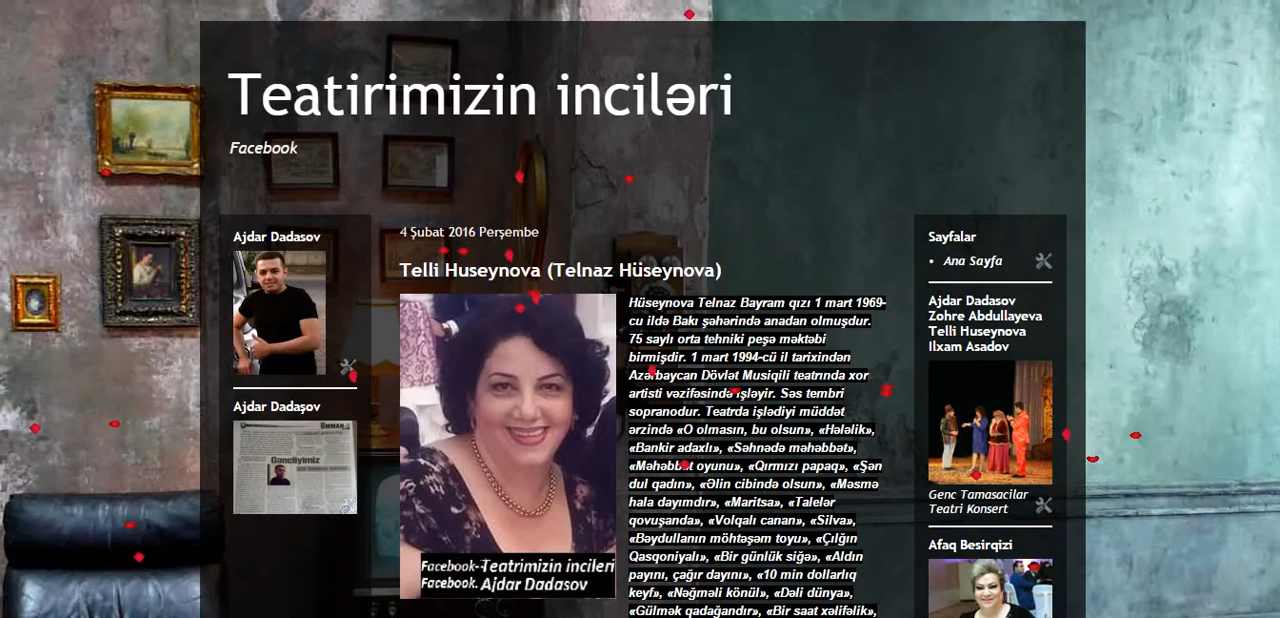 Teatirimizin inciləri
Facebook
Ajdar Dadasov
Ajdar Dadaşov
ÜMMAN
Gəncliyimiz
4 Şubat 2016 Perşembe
Telli Huseynova (Telnaz Hüseynova)
Facebook-Teatrimizin incileri
Facebook. Ajdar Dadasov
Hüseynova Telnaz Bayram qızı 1 mart 1969-
cu ildə Bakı şəhərində anadan olmuşdur.
75 saylı orta tehniki peşə məktəbi
birmişdir. 1 mart 1994-cü il tarixindən
Azərbaycan Dövlət Musiqili teatrında xor
artisti vəzifəsində işləyir. Səs tembri
sopranodur. Teatrda işlədiyi müddət
ərzində «O olmasın, bu olsun», «Hələlik»,
«Bankir adaxlı», «Səhnədə məhəbbət»,
«Məhəbbət oyunu», «Qırmızı papaq», «Şən
dul qadın», «Əlin cibində olsun», «Məsmə
hala dayımdır», «Maritsa», «Talelər
qovuşanda», «Volqalı canan», «Silva»,
«Bəydullanın möhtəşəm toyu», «Çılğın
Qasqoniyalı», «Bir günlük siğə», «Aldın
payını, çağır dayını», «10 min dollarlıq
keyf», «Nəğməli könül», «Dəli dünya»,
«Gülmək qadağandır», «Bir saat xəlifəlik»,
Sayfalar
• Ana Sayfa
Ajdar Dadasov
Zohre Abdullayeva
Telli Huseynova
Ilxam Asadov
Genc Tamasacilar
Teatri Konsert
Afaq Besirqizi